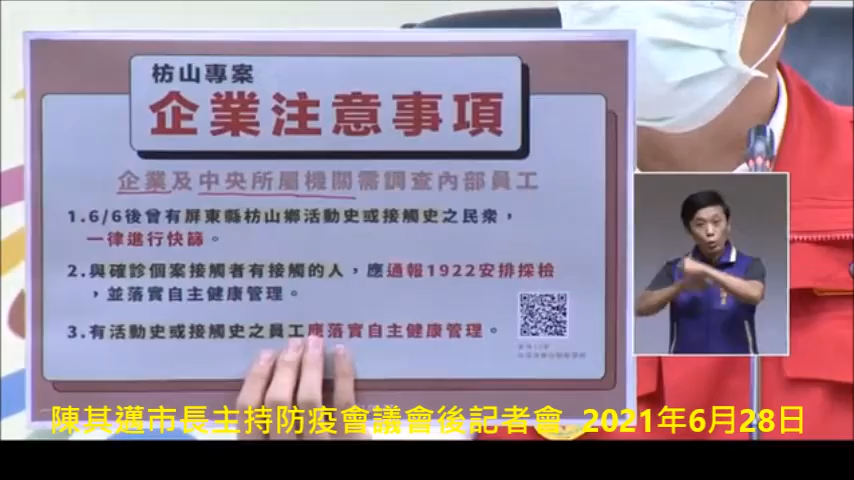 枋山專案
企業注意事項
企業及中央所屬機關需調查內部員工
1.6/6後曾有屏東縣枋山鄉活動史或接觸史之民衆，
一律進行快篩。
2.與確診個案接觸者有接觸的人，應通報1922安排採檢
，並落實自主健康管理。
3.有活動史或接觸史之員工應落實自主健康管理。
陳其邁市長主持防疫會議會後記者會 2021年6月28日